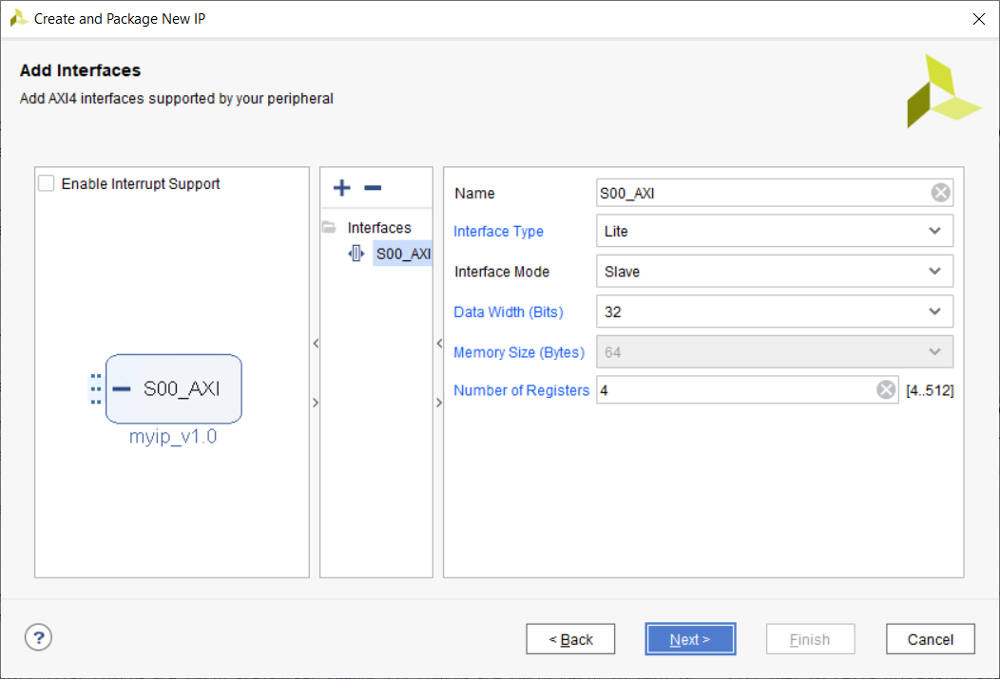 Create and Package New IP
Add Interfaces
Add AXI4 interfaces supported by your peripheral
Enable Interrupt Support
S00_AXI
myip_v1.0
Interfaces
S00_AXI
Name
S00_AXI
Interface Type
Lite
Interface Mode
Slave
Data Width (Bits)
32
Memory Size (Bytes)
64
Number of Registers
4
[4..512]
?
< Back
Next >
Finish
Cancel